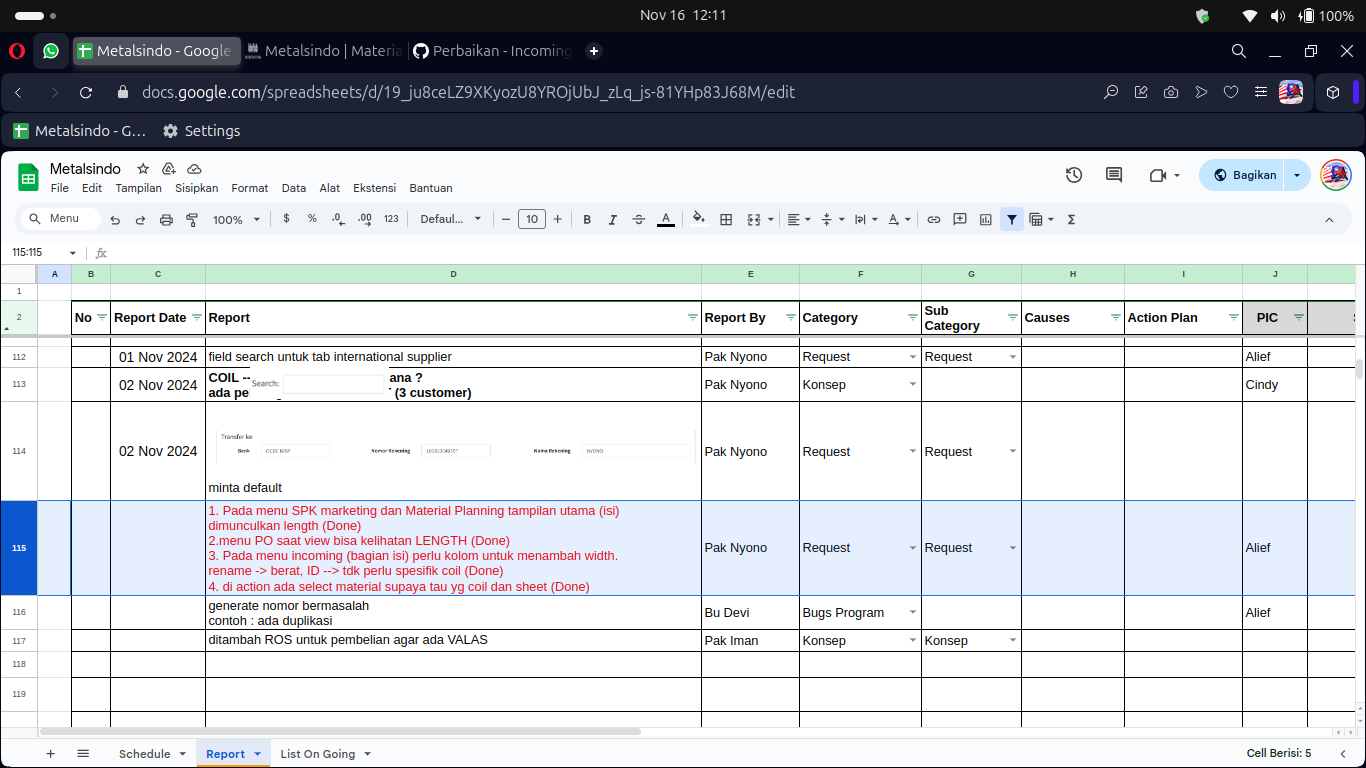 Nov 16 12:11
100%
Metalsindo - Google
Metalsindo | Materia
Perbaikan - Incoming
docs.google.com/spreadsheets/d/19_ju8ceLZ9XKyozU8YROjUbJ_zLq_js-81YHp83J68M/edit
Metalsindo - G...
Settings
Metalsindo
File Edit Tampilan Sisipkan Format Data Alat Ekstensi Bantuan
Bagikan
Menu 100% $ % .0 .00 123 Defaul... 10 B I S A
115:115 fx
A B C D E F G H I J
1
2 No Report Date Report Report By Category Sub Category Causes Action Plan PIC
112 01 Nov 2024 field search untuk tab international supplier Pak Nyono Request Request Alief
113 02 Nov 2024 COIL -- Search: ana ?
ada pe (3 customer) Pak Nyono Konsep Cindy
114 02 Nov 2024 Pak Nyono Request Request
Transfer ke
Bank OCBC NISP Nomor Rekening Nama Rekening NYONO
minta default
115 1. Pada menu SPK marketing dan Material Planning tampilan utama (isi)
dimunculkan length (Done)
2.menu PO saat view bisa kelihatan LENGTH (Done)
3. Pada menu incoming (bagian isi) perlu kolom untuk menambah width.
rename -> berat, ID --> tdk perlu spesifik coil (Done)
4. di action ada select material supaya tau yg coil dan sheet (Done)
Pak Nyono Request Request Alief
116 generate nomor bermasalah
contoh : ada duplikasi
Bu Devi Bugs Program Alief
117 ditambah ROS untuk pembelian agar ada VALAS Pak Iman Konsep Konsep
118
119
Schedule Report List On Going
Cell Berisi: 5